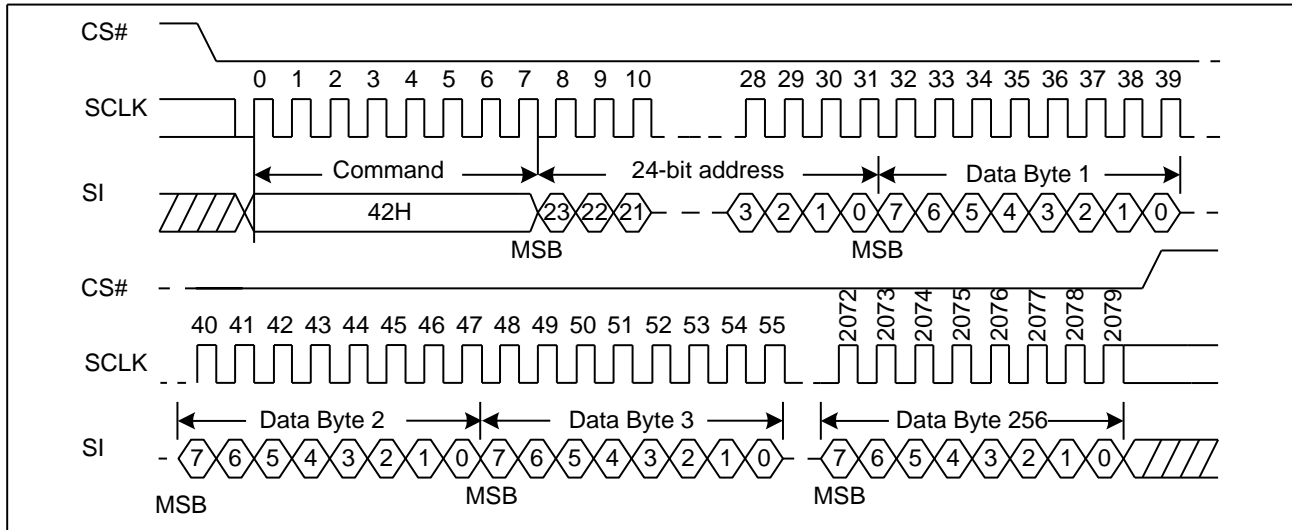 CS#
0 1 2 3 4 5 6 7 8 9 10 28 29 30 31 32 33 34 35 36 37 38 39
SCLK
Command 24-bit address Data Byte 1
SI
42H 23 22 21 3 2 1 0 7 6 5 4 3 2 1 0
MSB MSB
CS#
40 41 42 43 44 45 46 47 48 49 50 51 52 53 54 55 2072 2073 2074 2075 2076 2077 2078 2079
SCLK
Data Byte 2 Data Byte 3 Data Byte 256
SI
7 6 5 4 3 2 1 0 7 6 5 4 3 2 1 0 7 6 5 4 3 2 1 0
MSB MSB MSB